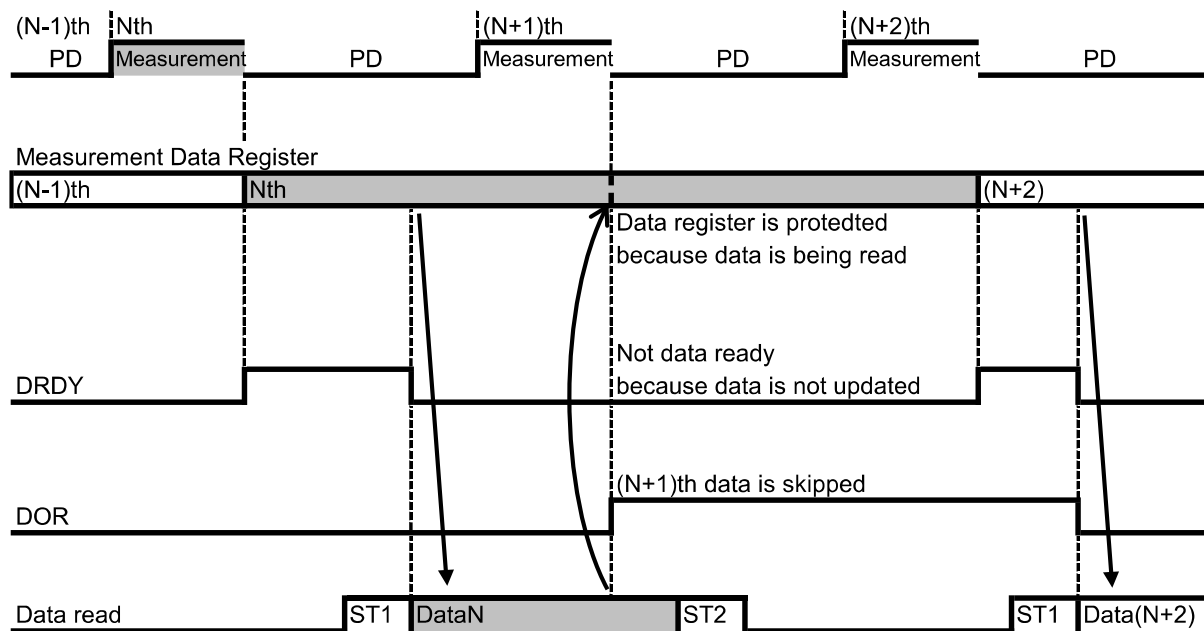 (N-1)th Nth (N+1)th (N+2)th
PD Measurement PD Measurement PD Measurement PD
Measurement Data Register
(N-1)th Nth (N+2)
Data register is protedted
because data is being read
Not data ready
because data is not updated
DRDY
(N+1)th data is skipped
DOR
Data read ST1 DataN ST2 ST1 Data(N+2)